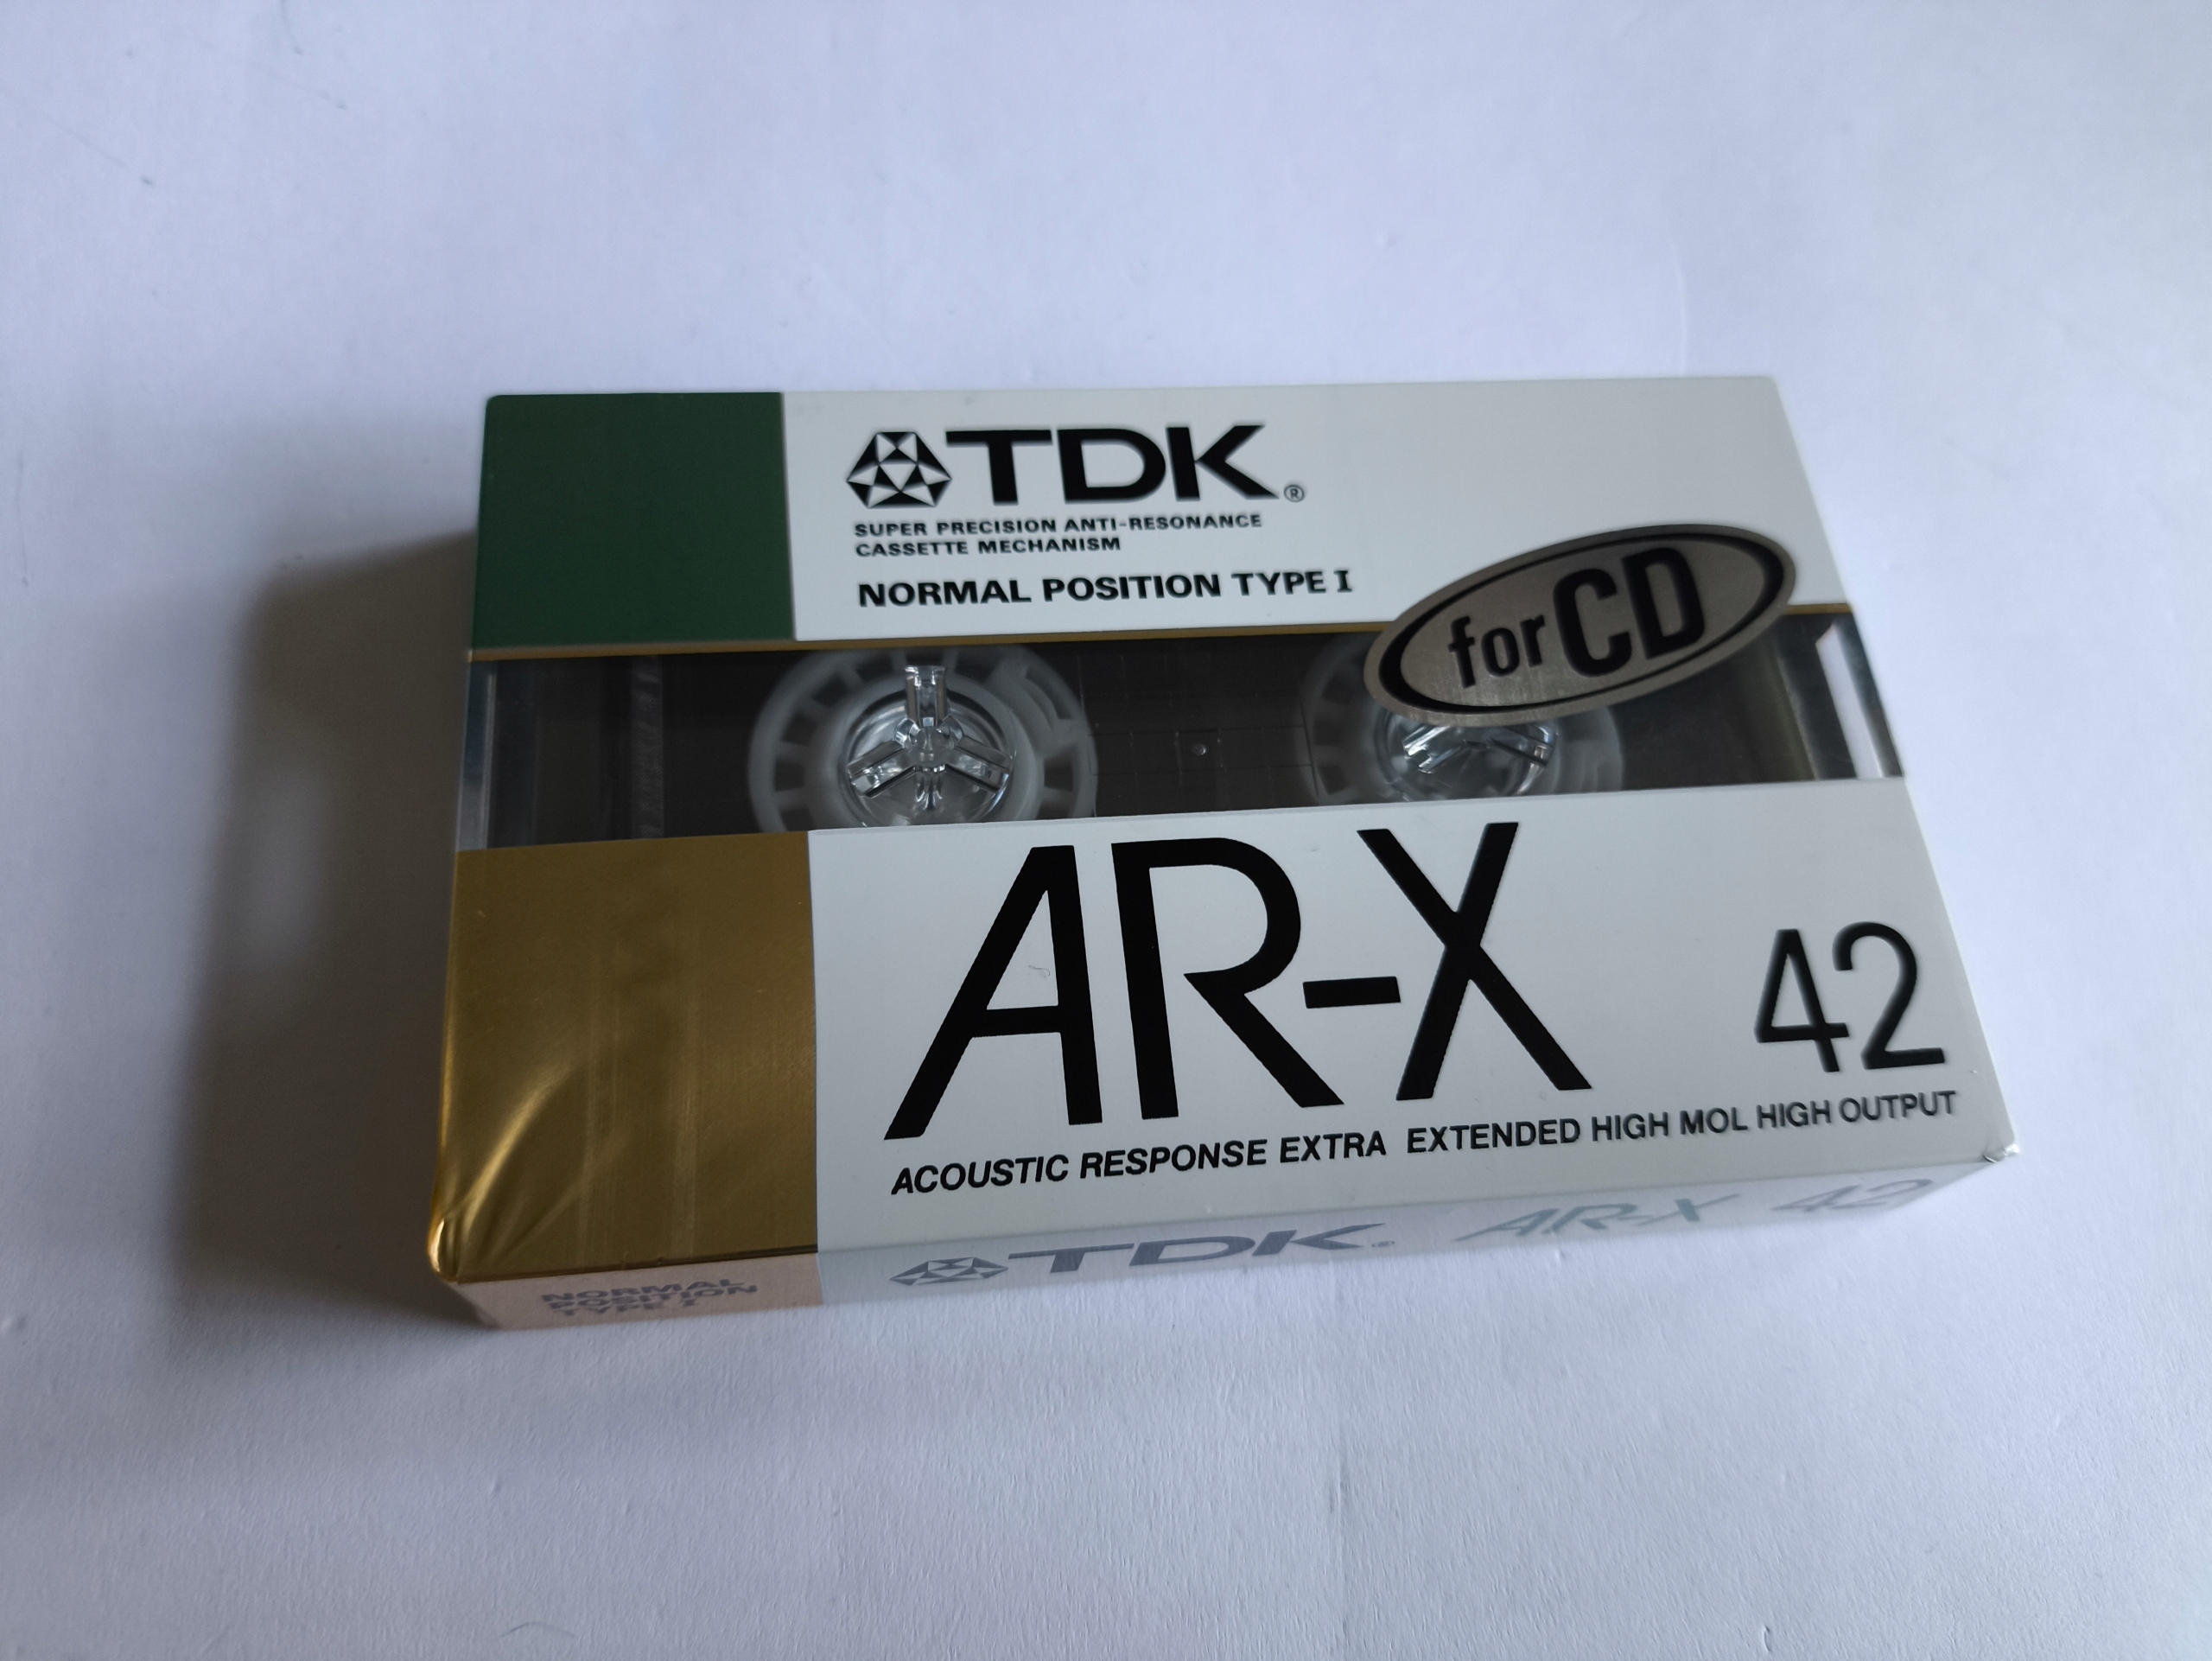 TDK®
SUPER PRECISION ANTI-RESONANCE
CASSETTE MECHANISM
NORMAL POSITION TYPE I
for CD
AR-X
42
ACOUSTIC RESPONSE EXTRA EXTENDED HIGH MOL HIGH OUTPUT
NORMAL
POSITION
TYPE I
TDK® AR-X 42